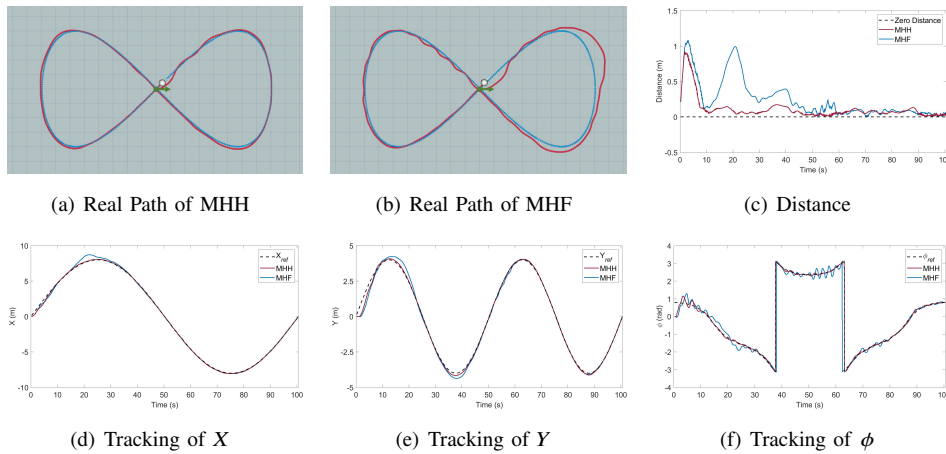 (a) Real Path of MHH
(b) Real Path of MHF
1.5
1
0.5
0
-0.5
Distance (m)
0 10 20 30 40 50 60 70 80 90 100
Time (s)
Zero Distance
MHH
MHF
(c) Distance
10
5
0
-5
-10
X (m)
0 10 20 30 40 50 60 70 80 90 100
Time (s)
X_ref
MHH
MHF
(d) Tracking of X
5
2.5
0
-2.5
-5
Y (m)
0 10 20 30 40 50 60 70 80 90 100
Time (s)
Y_ref
MHH
MHF
(e) Tracking of Y
4
3
2
1
0
-1
-2
-3
-4
ϕ (rad)
0 10 20 30 40 50 60 70 80 90 100
Time (s)
ϕ_ref
MHH
MHF
(f) Tracking of ϕ